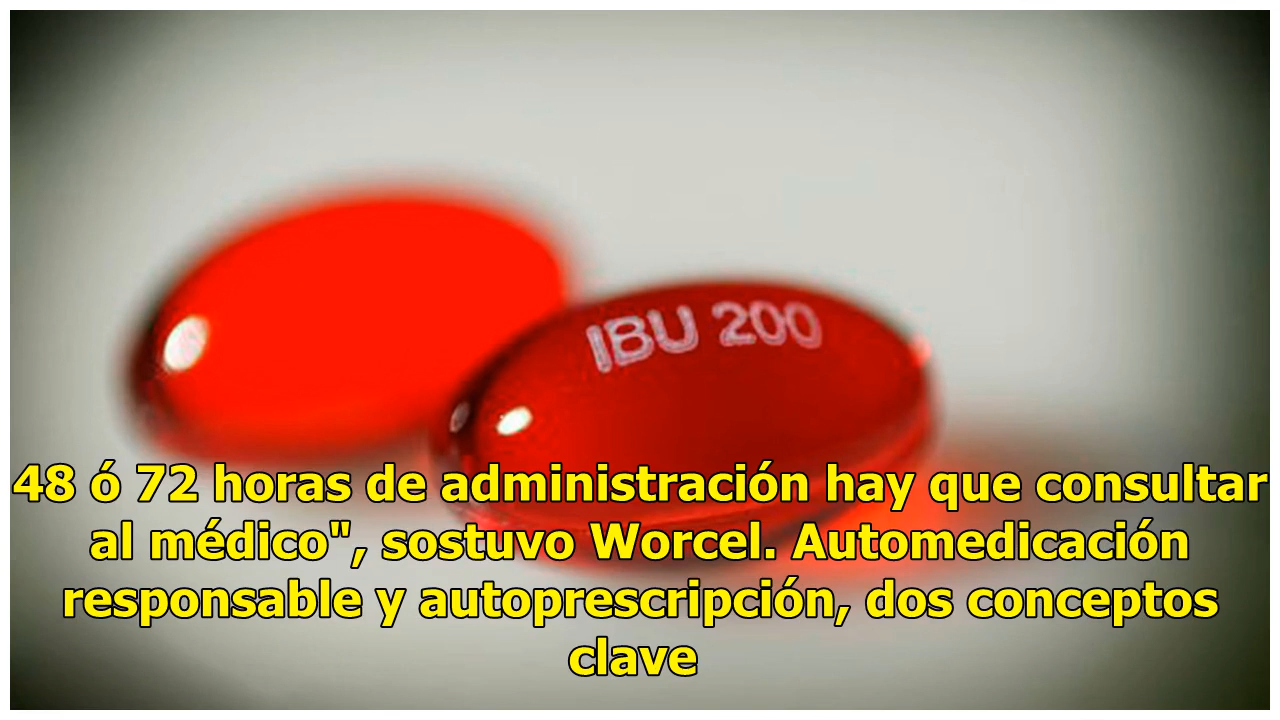 IBU 200
48 ó 72 horas de administración hay que consultar
al médico", sostuvo Worcel. Automedicación
responsable y autoprescripción, dos conceptos
clave